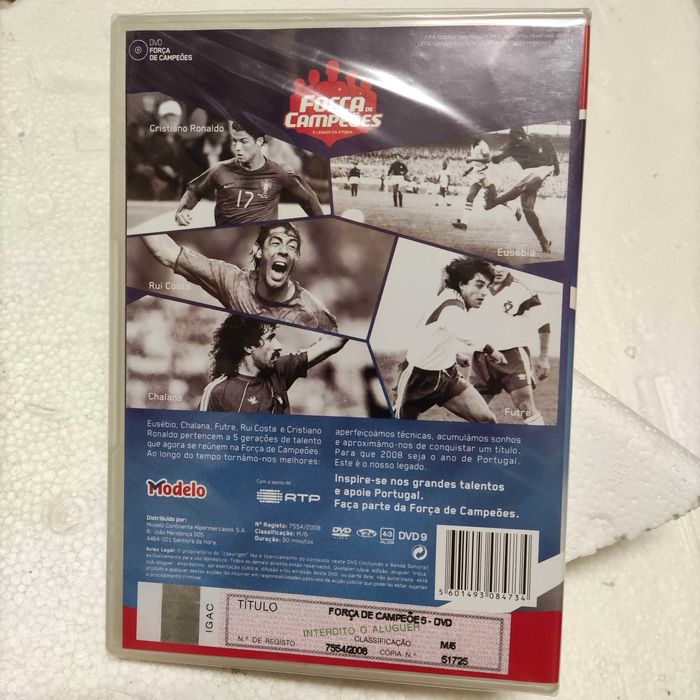 DVD
FORÇA
DE CAMPEÕES
FORÇA DE
CAMPEÕES
O LEGADO DA VITÓRIA
Cristiano Ronaldo
17
Eusébio
Rui Costa
Chalana
Futre
Eusébio, Chalana, Futre, Rui Costa e Cristiano
Ronaldo pertencem a 5 gerações de talento
que agora se reúnem na Força de Campeões.
Ao longo do tempo tornámo-nos melhores:
aperfeiçoámos técnicas, acumulámos sonhos
e aproximámo-nos de conquistar um título.
Para que 2008 seja o ano de Portugal.
Este é o nosso legado.
Inspire-se nos grandes talentos
e apoie Portugal.
Faça parte da Força de Campeões.
Modelo
Com o apoio de
RTP
Distribuído por:
Modelo Continente Hipermercados S.A.
R. João Mendonça 505
4464-501 Senhora da Hora
Nº Registo: 7554/2008
Classificação: M/6
Duração: 90 minutos
DVD
VIDEO
4:3
DVD 9
5 601493 084734
IGAC
TÍTULO
FORÇA DE CAMPEÕES - DVD
INTERDITO O ALUGUER
CLASSIFICAÇÃO
M/6
N.º DE REGISTO
7554/2008
CÓPIA N.º
51725